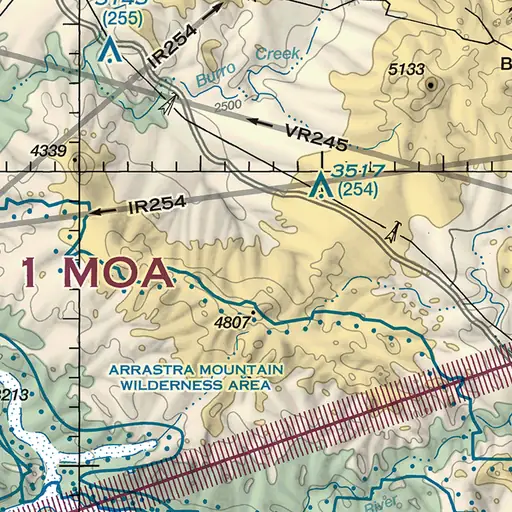 (255)
IR254
Burro Creek
5133
B
2500
VR245
4339
3517
(254)
IR254
1 MOA
4807
ARRASTRA MOUNTAIN
WILDERNESS AREA
River